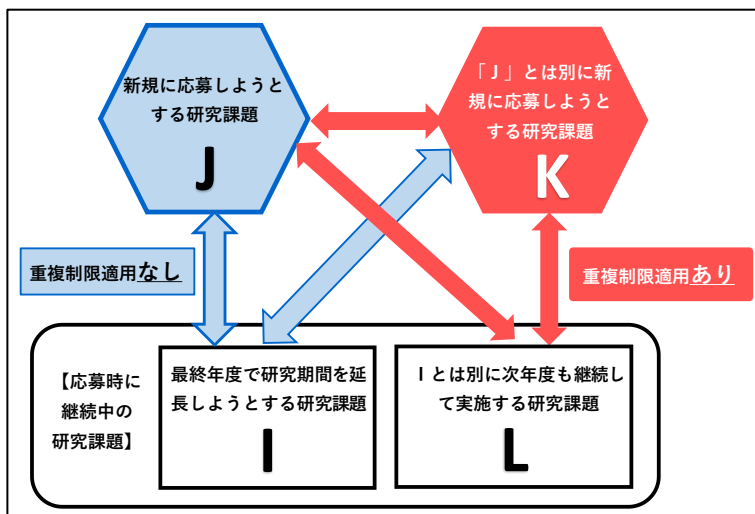 新規に応募しようと
する研究課題
J
「J」とは別に新
規に応募しようと
する研究課題
K
重複制限適用なし
重複制限適用あり
【応募時に
継続中の
研究課題】
最終年度で研究期間を延
長しようとする研究課題
I
Iとは別に次年度も継続し
て実施する研究課題
L